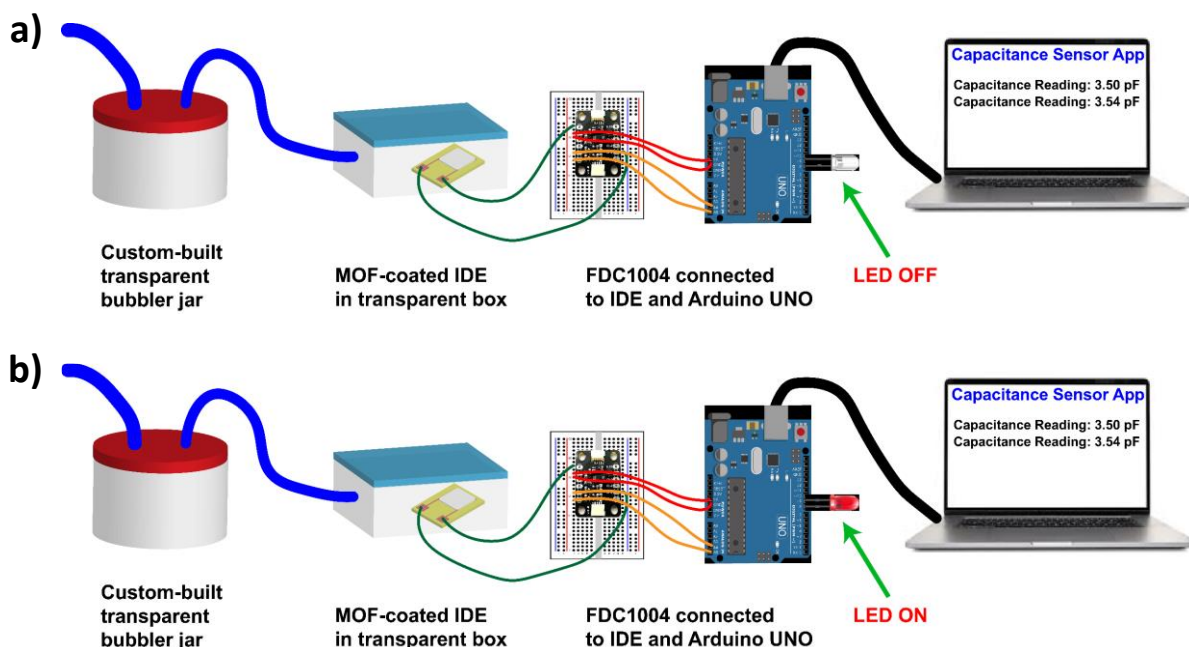 a)
Capacitance Sensor App
Capacitance Reading: 3.50 pF
Capacitance Reading: 3.54 pF
UNO
Custom-built
transparent
bubbler jar
MOF-coated IDE
in transparent box
FDC1004 connected
to IDE and Arduino UNO
LED OFF
b)
Capacitance Sensor App
Capacitance Reading: 3.50 pF
Capacitance Reading: 3.54 pF
UNO
Custom-built
transparent
bubbler jar
MOF-coated IDE
in transparent box
FDC1004 connected
to IDE and Arduino UNO
LED ON